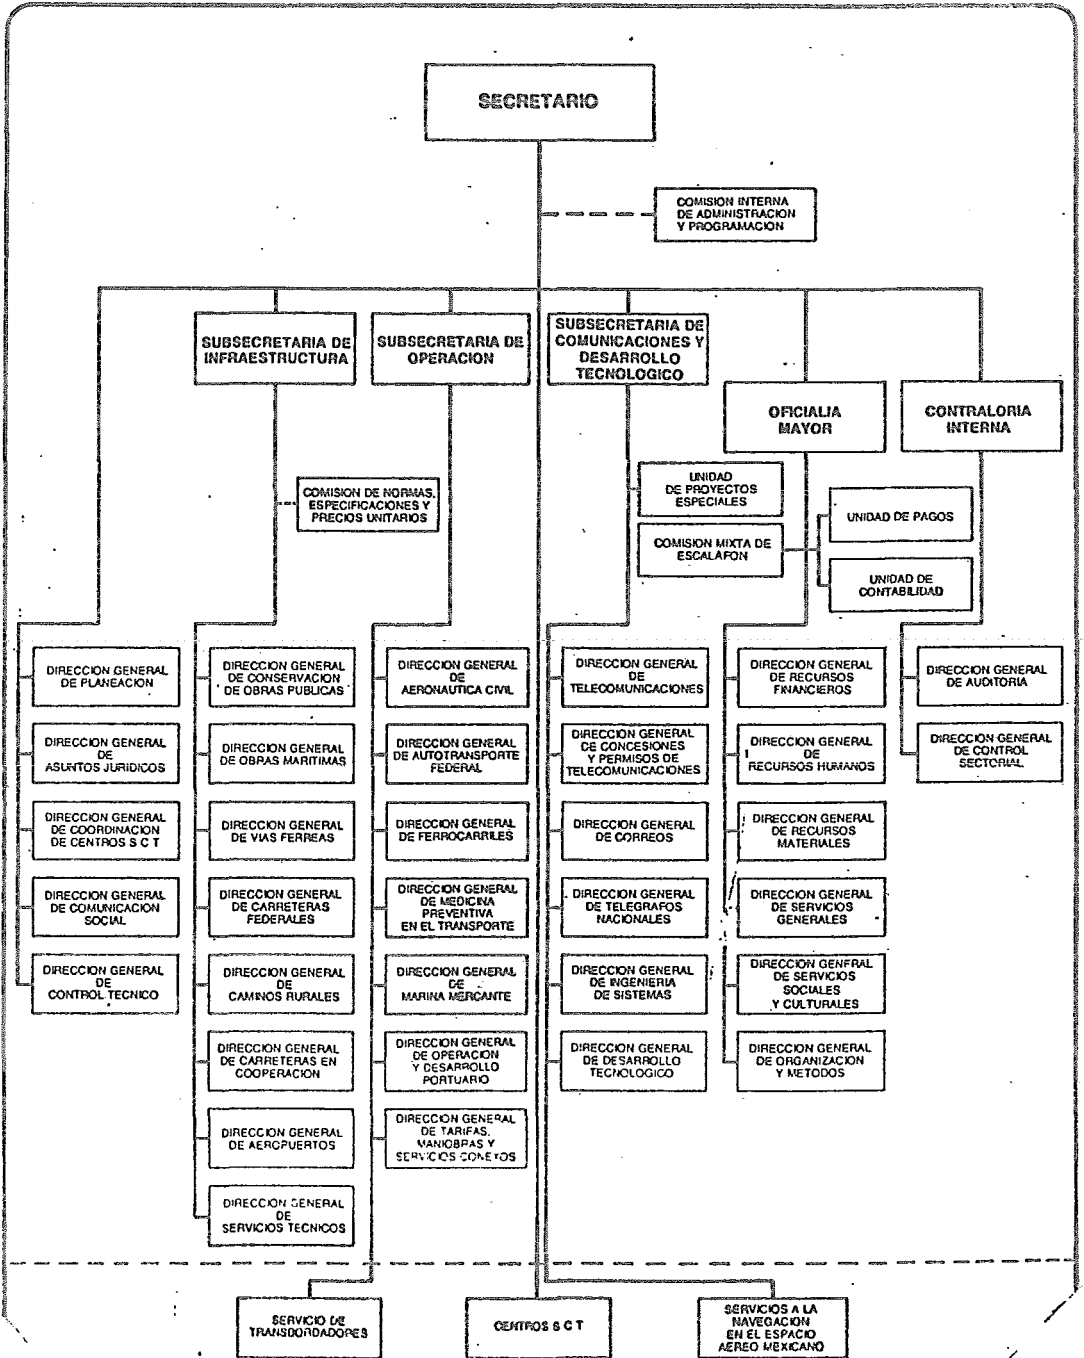 SECRETARIO
COMISION INTERNA
DE ADMINISTRACION
Y PROGRAMACION
SUBSECRETARIA DE
INFRAESTRUCTURA
SUBSECRETARIA DE
OPERACION
SUBSECRETARIA DE
COMUNICACIONES Y
DESARROLLO
TECNOLOGICO
OFICIALIA
MAYOR
CONTRALORIA
INTERNA
COMISION DE NORMAS,
ESPECIFICACIONES Y
PRECIOS UNITARIOS
UNIDAD
DE PROYECTOS
ESPECIALES
COMISION MIXTA DE
ESCALAFON
UNIDAD DE PAGOS
UNIDAD DE
CONTABILIDAD
DIRECCION GENERAL
DE PLANEACION
DIRECCION GENERAL
DE
ASUNTOS JURIDICOS
DIRECCION GENERAL
DE COORDINACION
DE CENTROS S C T
DIRECCION GENERAL
DE COMUNICACION
SOCIAL
DIRECCION GENERAL
DE
CONTROL TECNICO
DIRECCION GENERAL
DE CONSERVACION
DE OBRAS PUBLICAS
DIRECCION GENERAL
DE OBRAS MARITIMAS
DIRECCION GENERAL
DE VIAS FERREAS
DIRECCION GENERAL
DE CARRETERAS
FEDERALES
DIRECCION GENERAL
DE
CAMINOS RURALES
DIRECCION GENERAL
DE CARRETERAS EN
COOPERACION
DIRECCION GENERAL
DE AEROPUERTOS
DIRECCION GENERAL
DE
SERVICIOS TECNICOS
DIRECCION GENERAL
DE
AERONAUTICA CIVIL
DIRECCION GENERAL
DE AUTOTRANSPORTE
FEDERAL
DIRECCION GENERAL
DE FERROCARRILES
DIRECCION GENERAL
DE MEDICINA
PREVENTIVA
EN EL TRANSPORTE
DIRECCION GENERAL
DE
MARINA MERCANTE
DIRECCION GENERAL
DE OPERACION
Y DESARROLLO
PORTUARIO
DIRECCION GENERAL
DE TARIFAS,
MANIOBRAS Y
SERVICIOS CONEXOS
DIRECCION GENERAL
DE
TELECOMUNICACIONES
DIRECCION GENERAL
DE CONCESIONES
Y PERMISOS DE
TELECOMUNICACIONES
DIRECCION GENERAL
DE CORREOS
DIRECCION GENERAL
DE TELEGRAFOS
NACIONALES
DIRECCION GENERAL
DE INGENIERIA
DE SISTEMAS
DIRECCION GENERAL
DE DESARROLLO
TECNOLOGICO
DIRECCION GENERAL
DE RECURSOS
FINANCIEROS
DIRECCION GENERAL
DE
RECURSOS HUMANOS
DIRECCION GENERAL
DE RECURSOS
MATERIALES
DIRECCION GENERAL
DE SERVICIOS
GENERALES
DIRECCION GENERAL
DE SERVICIOS
SOCIALES
Y CULTURALES
DIRECCION GENERAL
DE ORGANIZACION
Y METODOS
DIRECCION GENERAL
DE AUDITORIA
DIRECCION GENERAL
DE CONTROL
SECTORIAL
SERVICIO DE
TRANSBORDADORES
CENTROS S C T
SERVICIOS A LA
NAVEGACION
EN EL ESPACIO
AEREO MEXICANO